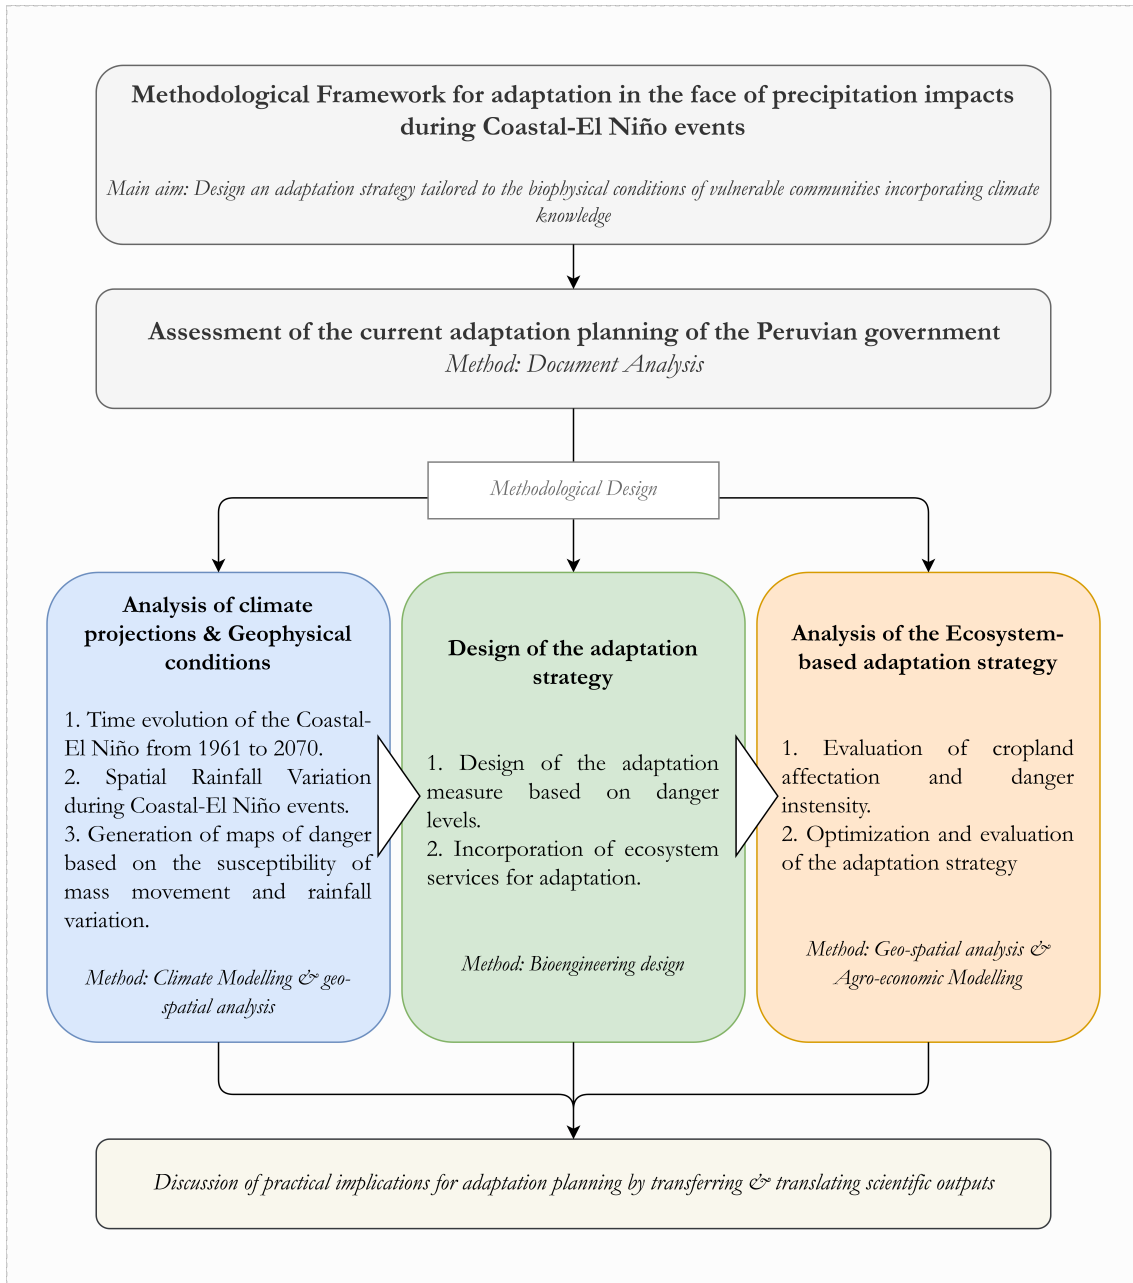 Methodological Framework for adaptation in the face of precipitation impacts
during Coastal-El Niño events
Main aim: Design an adaptation strategy tailored to the biophysical conditions of vulnerable communities incorporating climate
knowledge
Assessment of the current adaptation planning of the Peruvian government
Method: Document Analysis
Methodological Design
Analysis of climate
projections & Geophysical
conditions
1. Time evolution of the Coastal-
El Niño from 1961 to 2070.
2. Spatial Rainfall Variation
during Coastal-El Niño events.
3. Generation of maps of danger
based on the susceptibility of
mass movement and rainfall
variation.
Method: Climate Modelling & geo-
spatial analysis
Design of the adaptation
strategy
1. Design of the adaptation
measure based on danger
levels.
2. Incorporation of ecosystem
services for adaptation.
Method: Bioengineering design
Analysis of the Ecosystem-
based adaptation strategy
1. Evaluation of cropland
affectation and danger
instensity.
2. Optimization and evaluation
of the adaptation strategy
Method: Geo-spatial analysis &
Agro-economic Modelling
Discussion of practical implications for adaptation planning by transferring & translating scientific outputs